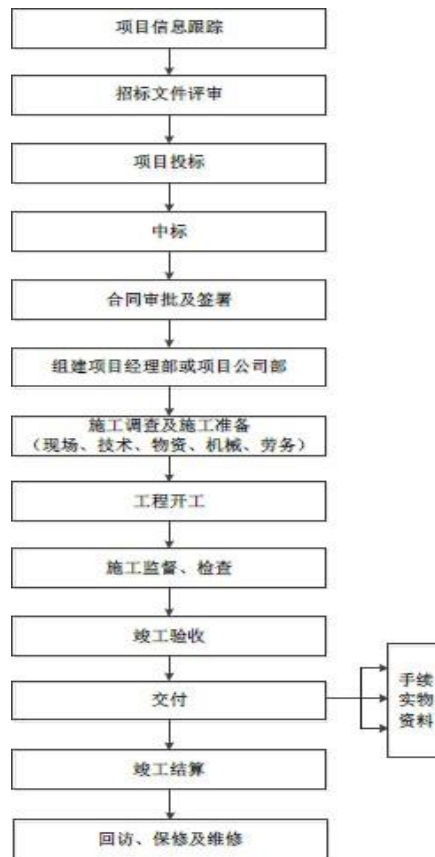 项目信息跟踪
招标文件评审
项目投标
中标
合同审批及签署
组建项目经理部或项目公司部
施工调查及施工准备
（现场、技术、物资、机械、劳务）
工程开工
施工监督、检查
竣工验收
交付
手续
实物
资料
竣工结算
回访、保修及维修